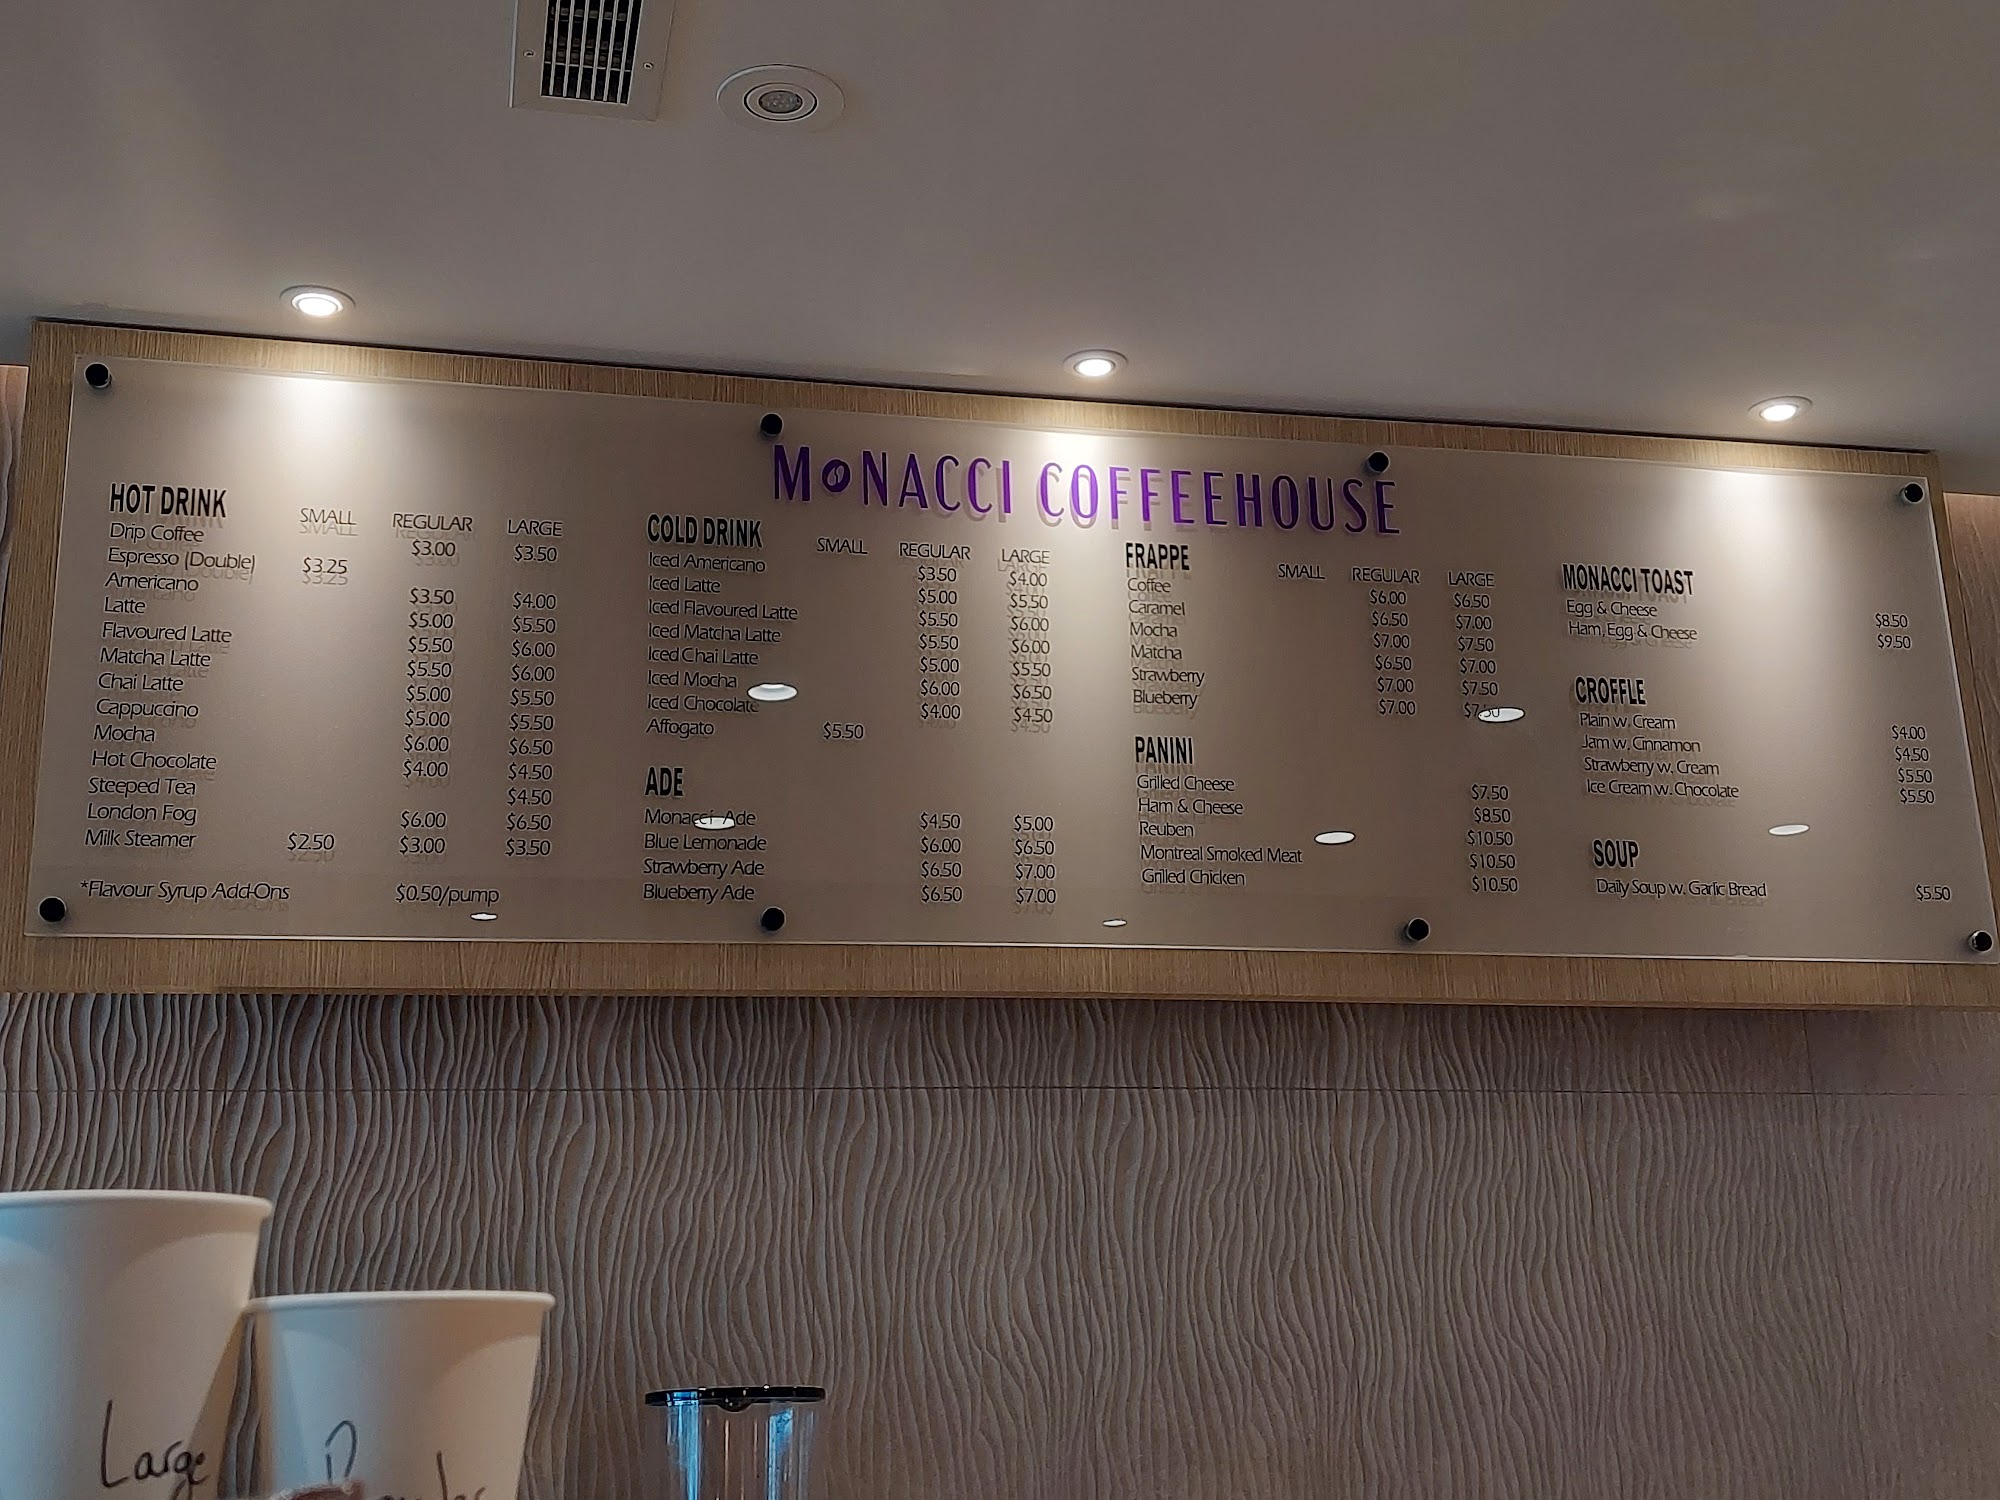 MONACCI COFFEEHOUSE
HOT DRINK SMALL REGULAR LARGE
Drip Coffee $3.00 $3.50
Espresso (Double) $3.25
Americano $3.50 $4.00
Latte $5.00 $5.50
Flavoured Latte $5.50 $6.00
Matcha Latte $5.50 $6.00
Chai Latte $5.00 $5.50
Cappuccino $5.00 $5.50
Mocha $6.00 $6.50
Hot Chocolate $4.00 $4.50
Steeped Tea $4.50
London Fog $6.00 $6.50
Milk Steamer $2.50 $3.00 $3.50
*Flavour Syrup Add-Ons $0.50/pump
COLD DRINK SMALL REGULAR LARGE
Iced Americano $3.50 $4.00
Iced Latte $5.00 $5.50
Iced Flavoured Latte $5.50 $6.00
Iced Matcha Latte $5.50 $6.00
Iced Chai Latte $5.00 $5.50
Iced Mocha $6.00 $6.50
Iced Chocolate $4.00 $4.50
Affogato $5.50
ADE
Monacci Ade $4.50 $5.00
Blue Lemonade $6.00 $6.50
Strawberry Ade $6.50 $7.00
Blueberry Ade $6.50 $7.00
FRAPPE SMALL REGULAR LARGE
Coffee $6.00 $6.50
Caramel $6.50 $7.00
Mocha $7.00 $7.50
Matcha $6.50 $7.00
Strawberry $7.00 $7.50
Blueberry $7.00 $7.50
PANINI
Grilled Cheese $7.50
Ham & Cheese $8.50
Reuben $10.50
Montreal Smoked Meat $10.50
Grilled Chicken $10.50
MONACCI TOAST
Egg & Cheese $8.50
Ham, Egg & Cheese $9.50
CROFFLE
Plain w. Cream $4.00
Jam w. Cinnamon $4.50
Strawberry w. Cream $5.50
Ice Cream w. Chocolate $5.50
SOUP
Daily Soup w. Garlic Bread $5.50
Large